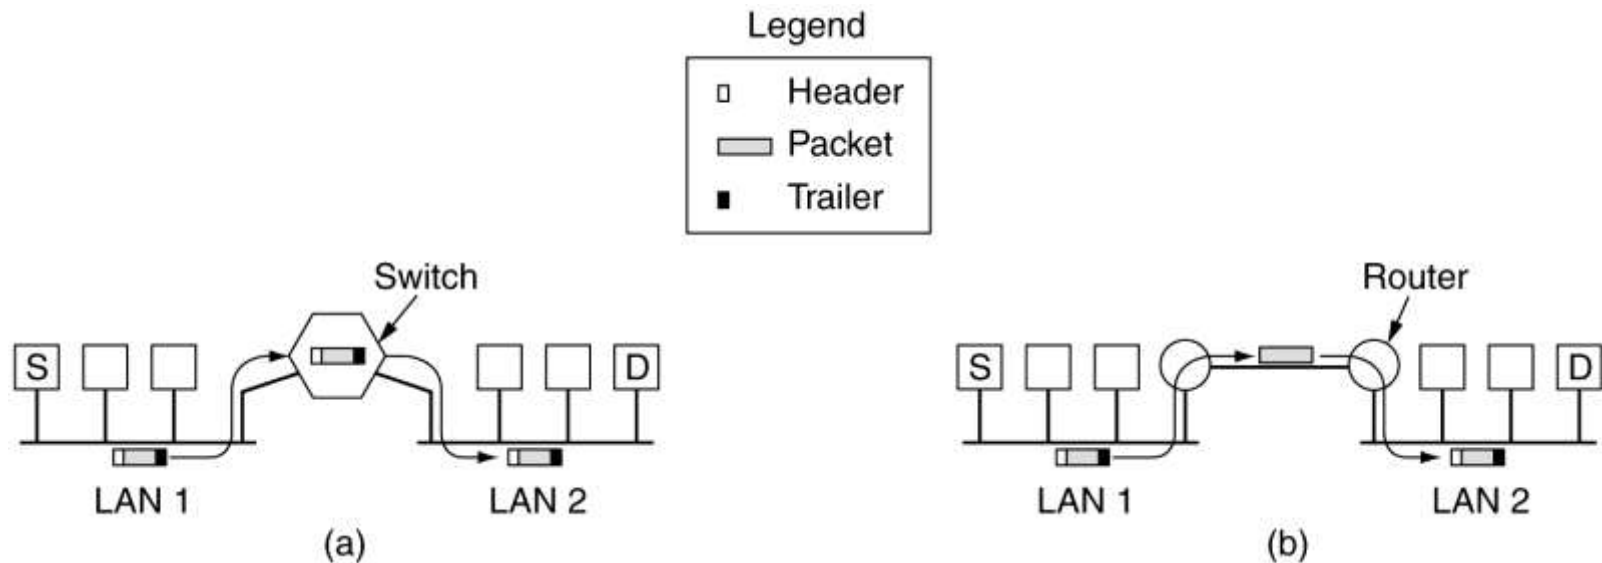 Legend
Header
Packet
Trailer
Switch
S
D
LAN 1
LAN 2
(a)
Router
S
D
LAN 1
LAN 2
(b)